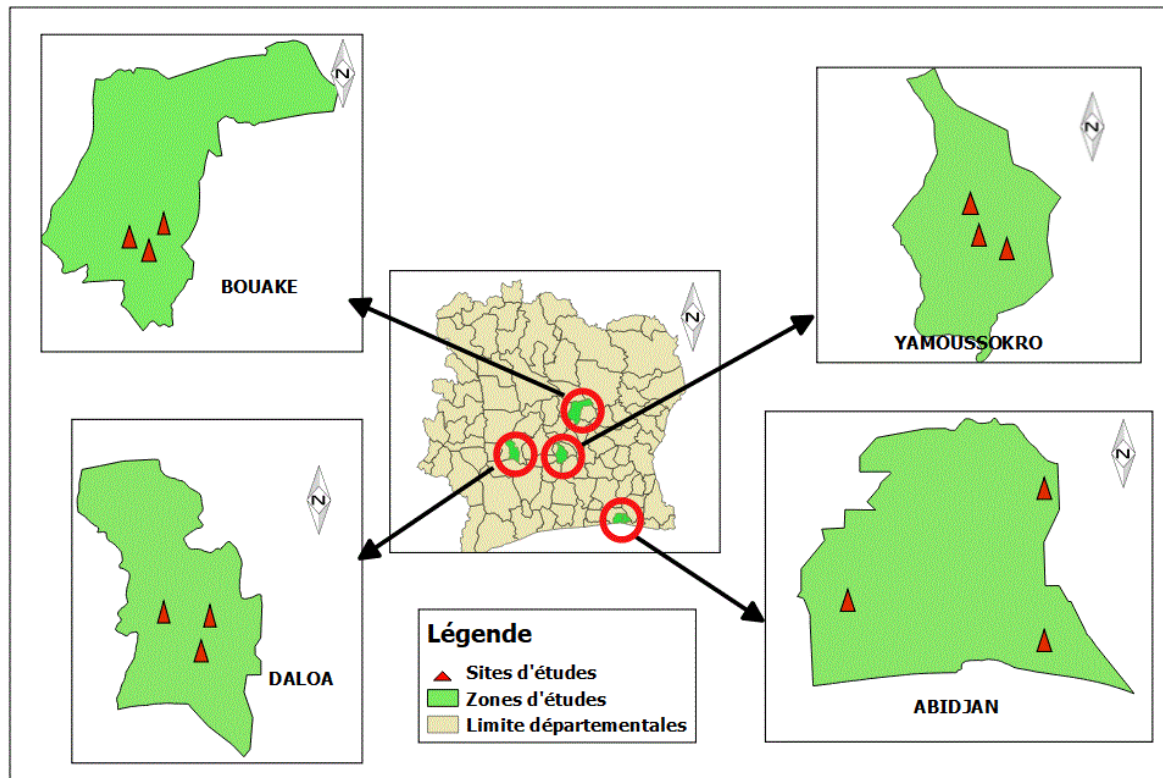 N
BOUAKE
N
YAMOUSSOKRO
N
N
DALOA
N
ABIDJAN
Légende
Sites d'études
Zones d'études
Limite départementales